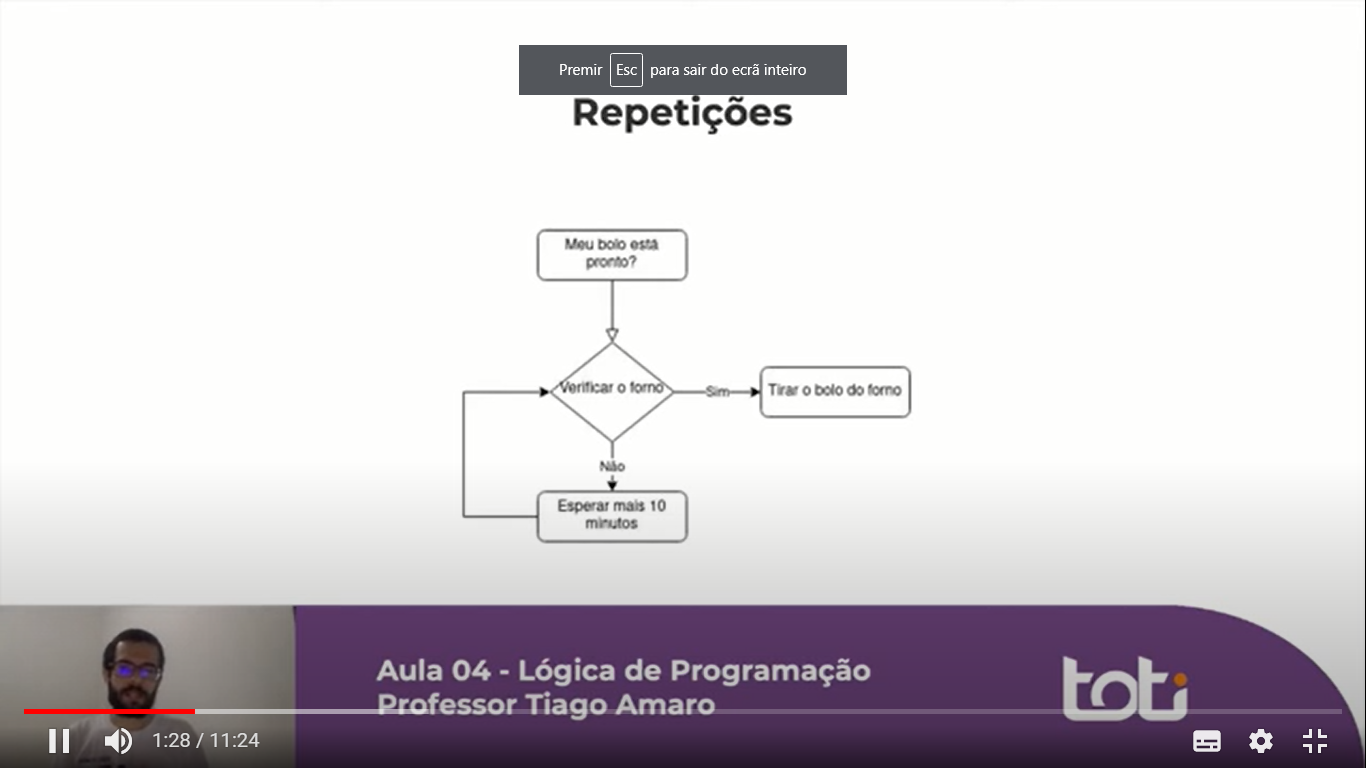 Premir Esc para sair do ecrã inteiro
Repetições
Meu bolo está
pronto?
Verificar o forno
Sim
Tirar o bolo do forno
Não
Esperar mais 10
minutos
Aula 04 - Lógica de Programação
Professor Tiago Amaro
toti
1:28 / 11:24